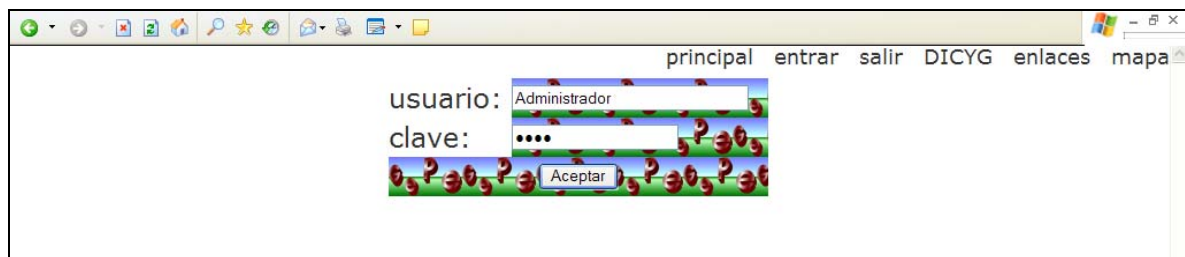 principal entrar salir DICYG enlaces mapa
usuario: Administrador
clave: ••••
Aceptar